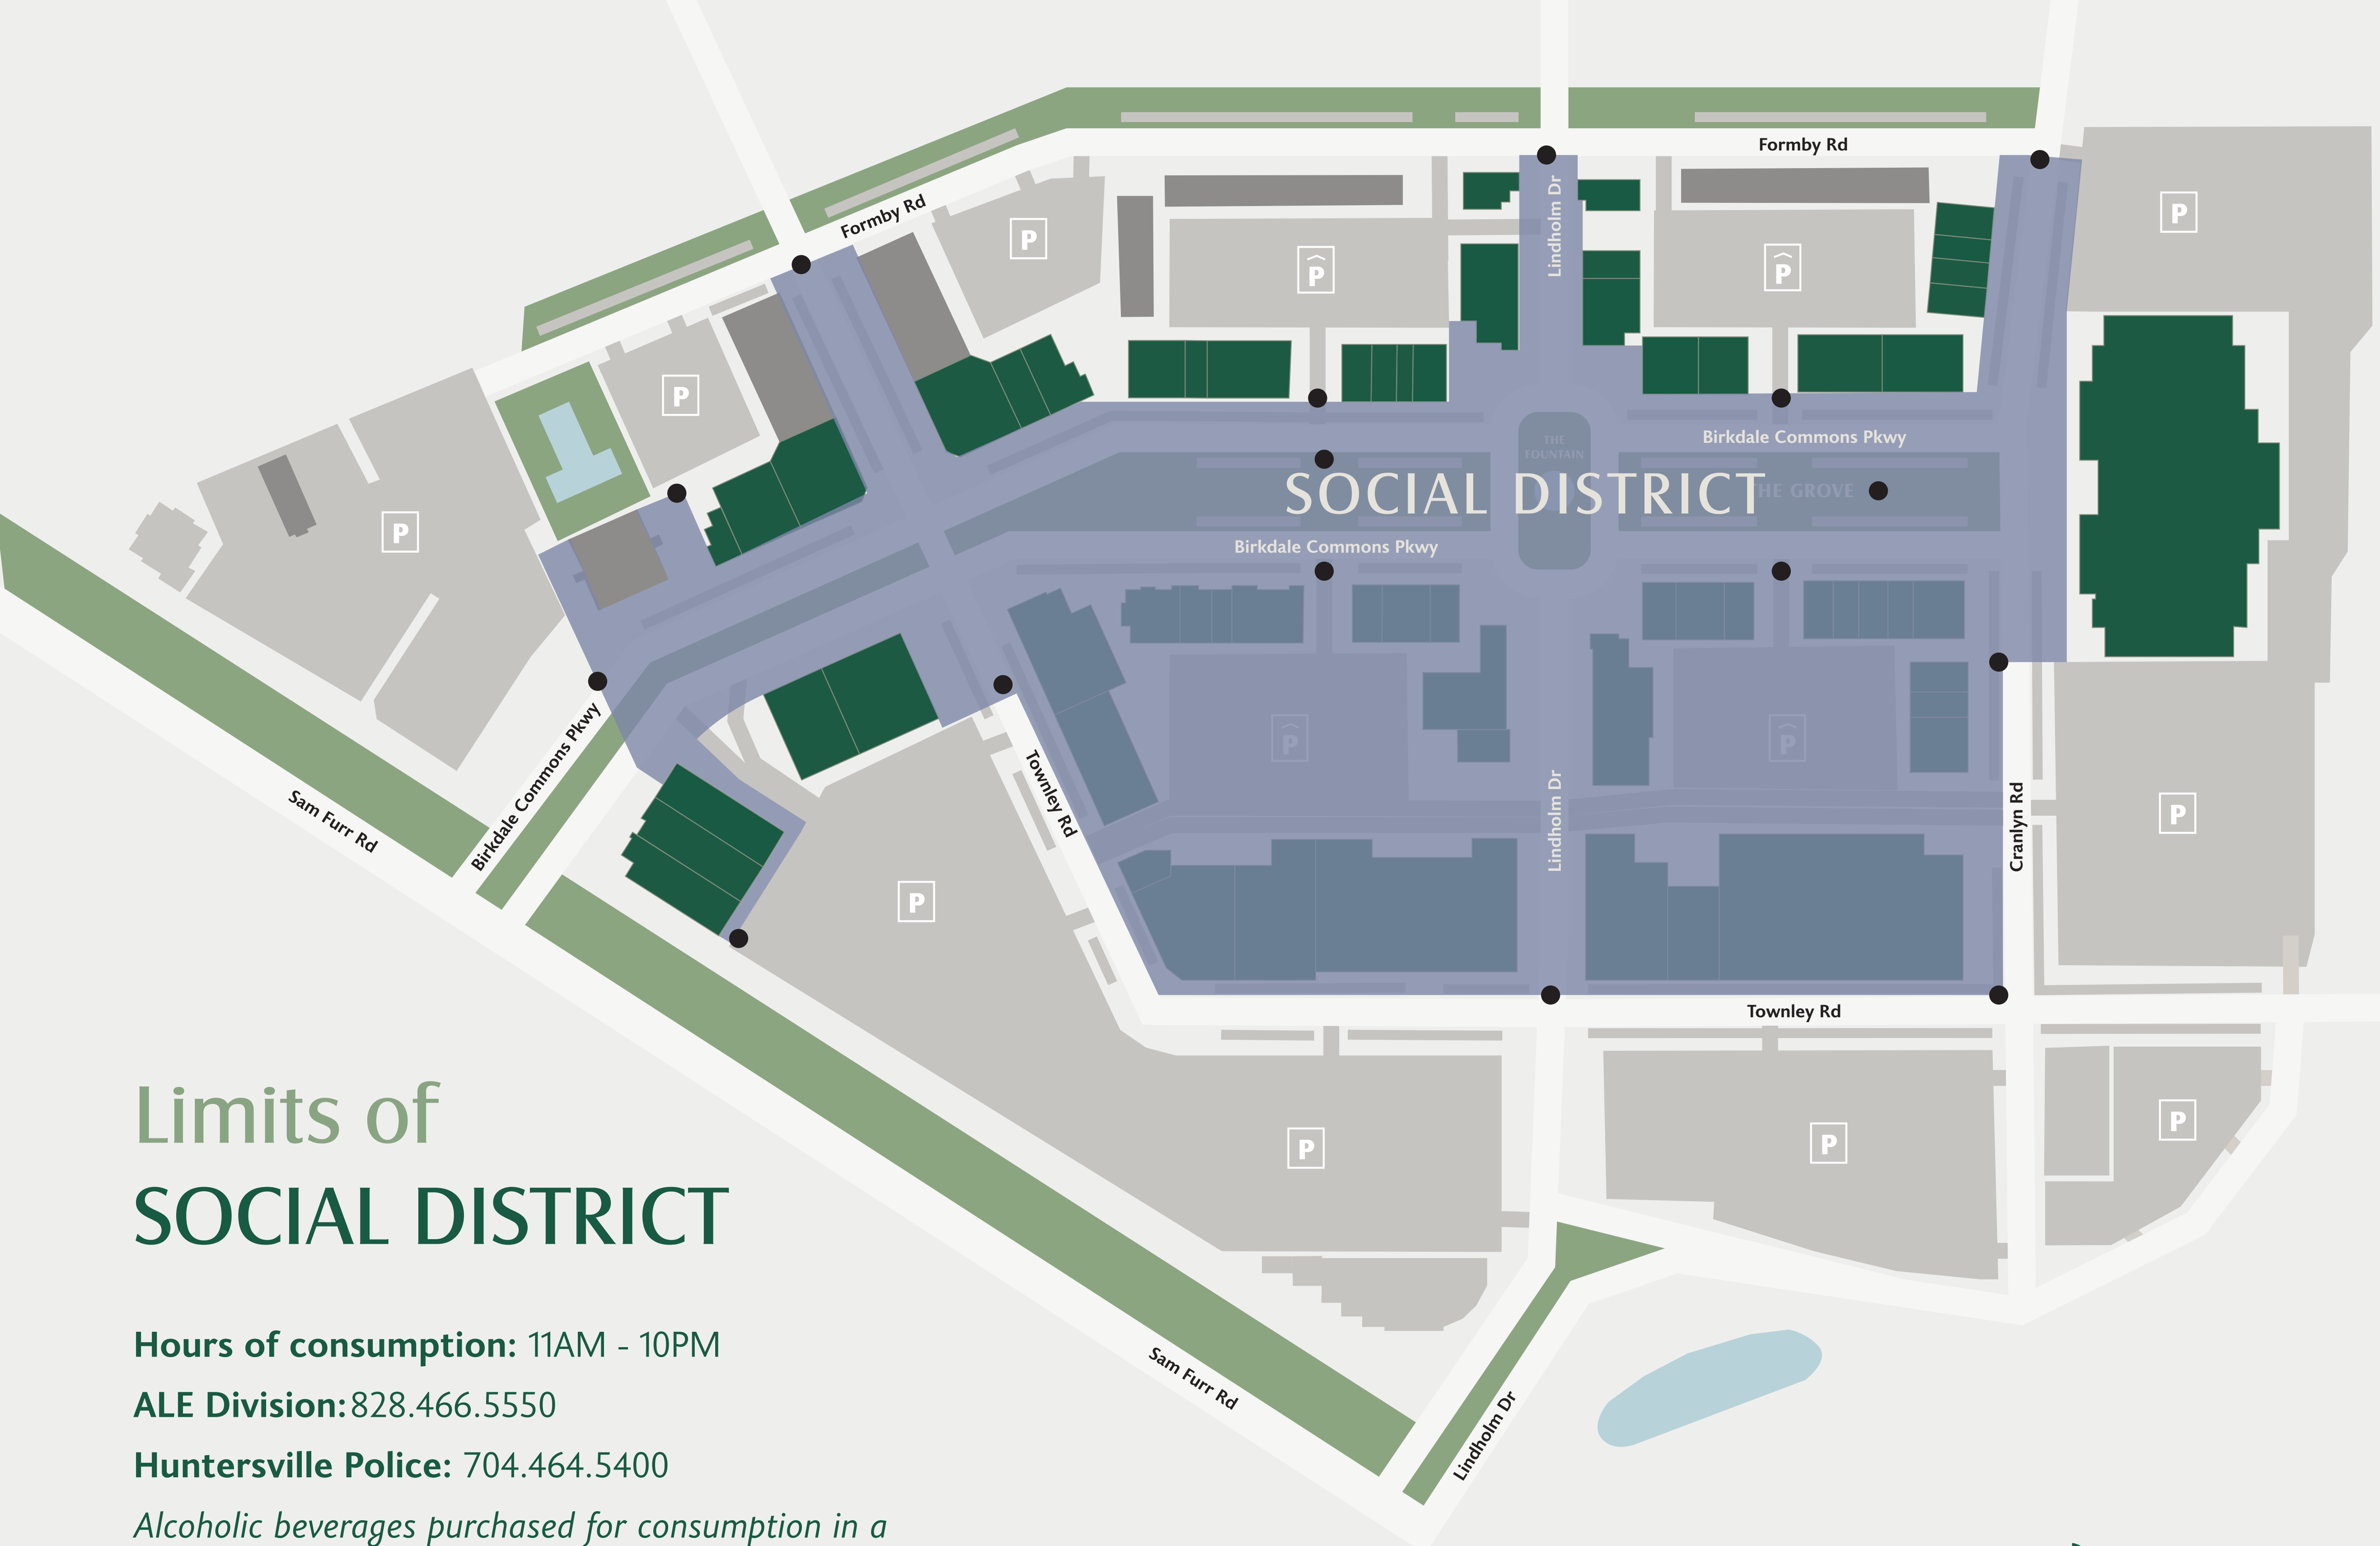 Formby Rd
Formby Rd
P
P
P
P
P
P
Lindholm Dr
Birkdale Commons Pkwy
THE
FOUNTAIN
SOCIAL DISTRICT
THE GROVE
Birkdale Commons Pkwy
P
P
P
P
P
Birkdale Commons Pkwy
Townley Rd
Lindholm Dr
Cranlyn Rd
Sam Furr Rd
Townley Rd
P
P
P
Limits of
SOCIAL DISTRICT
Hours of consumption: 11AM - 10PM
ALE Division: 828.466.5550
Huntersville Police: 704.464.5400
Alcoholic beverages purchased for consumption in a
Sam Furr Rd
Lindholm Dr